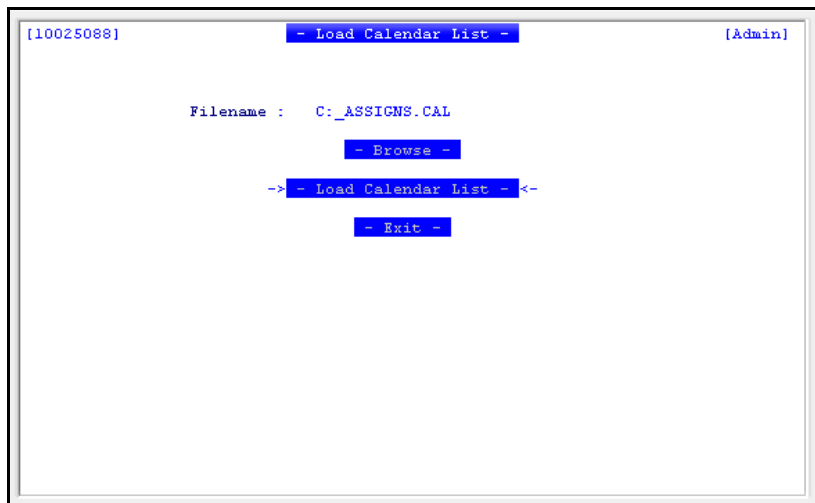 [10025088] - Load Calendar List - [Admin]
Filename : C:_ASSIGNS.CAL
- Browse -
-> - Load Calendar List - <-
- Exit -